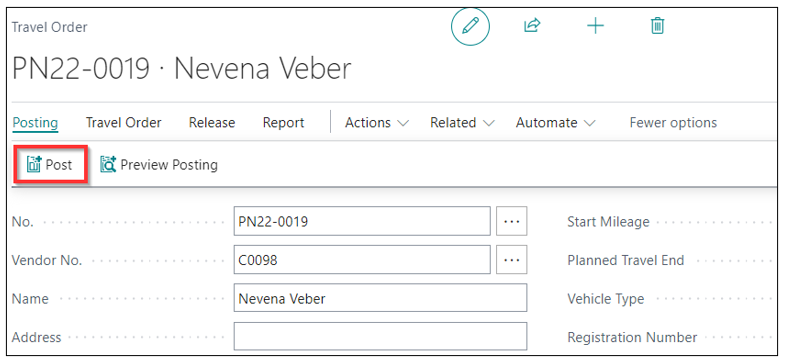 Travel Order
PN22-0019 · Nevena Veber
Posting Travel Order Release Report Actions Related Automate Fewer options
Post Preview Posting
No. PN22-0019 ... Start Mileage
Vendor No. C0098 ... Planned Travel End
Name Nevena Veber Vehicle Type
Address Registration Number